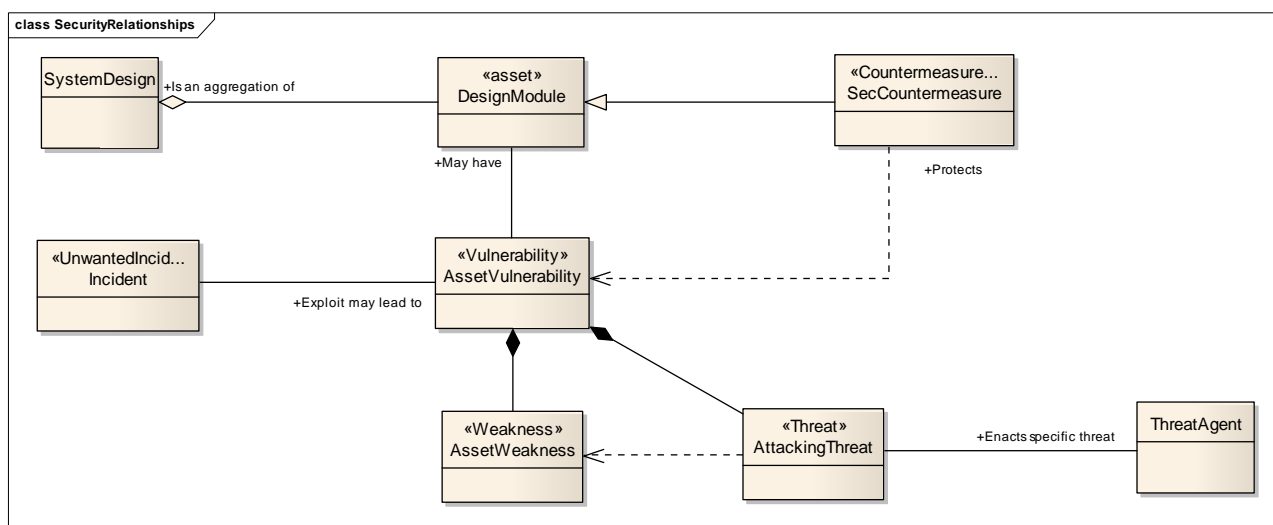 class SecurityRelationships
SystemDesign
+Is an aggregation of
«asset»
DesignModule
«Countermeasure...
SecCountermeasure
+May have
+Protects
«UnwantedIncid...
Incident
«Vulnerability»
AssetVulnerability
+Exploit may lead to
«Weakness»
AssetWeakness
«Threat»
AttackingThreat
+Enacts specific threat
ThreatAgent